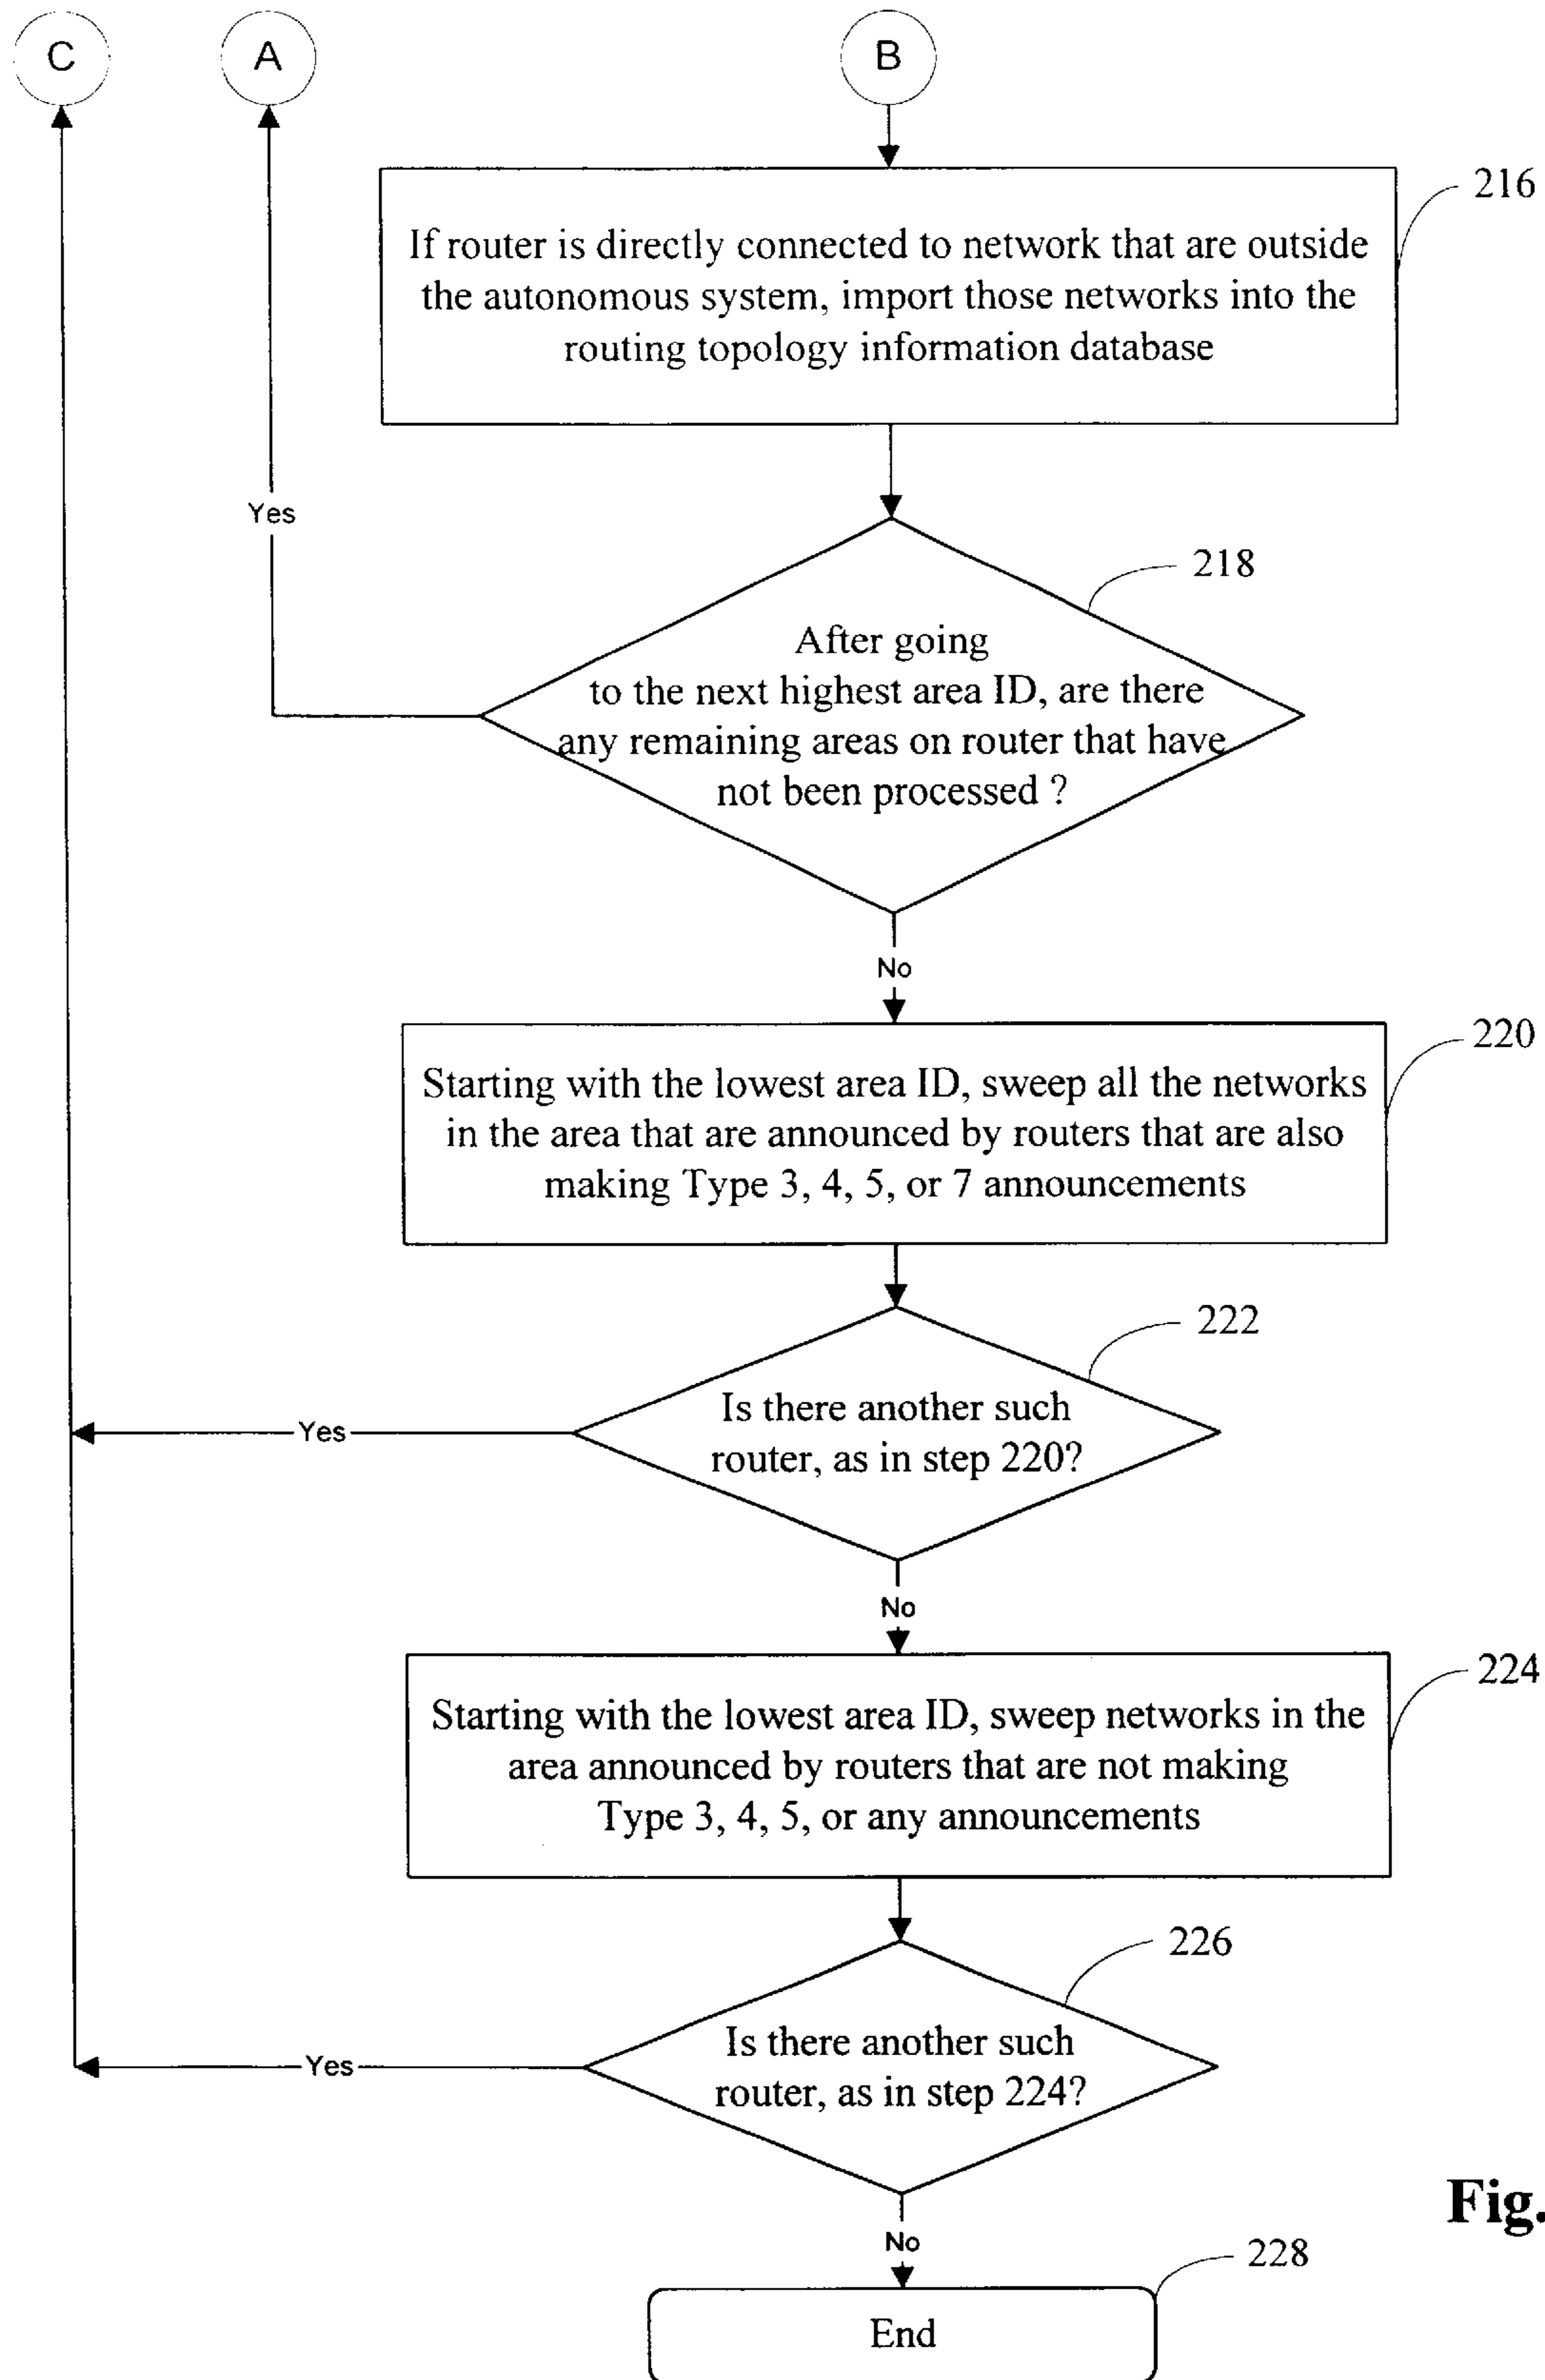 C
A
B
216
If router is directly connected to network that are outside
the autonomous system, import those networks into the
routing topology information database
Yes
218
After going
to the next highest area ID, are there
any remaining areas on router that have
not been processed ?
No
220
Starting with the lowest area ID, sweep all the networks
in the area that are announced by routers that are also
making Type 3, 4, 5, or 7 announcements
222
Is there another such
router, as in step 220?
Yes
No
224
Starting with the lowest area ID, sweep networks in the
area announced by routers that are not making
Type 3, 4, 5, or any announcements
226
Is there another such
router, as in step 224?
Yes
Fig.
No
228
End